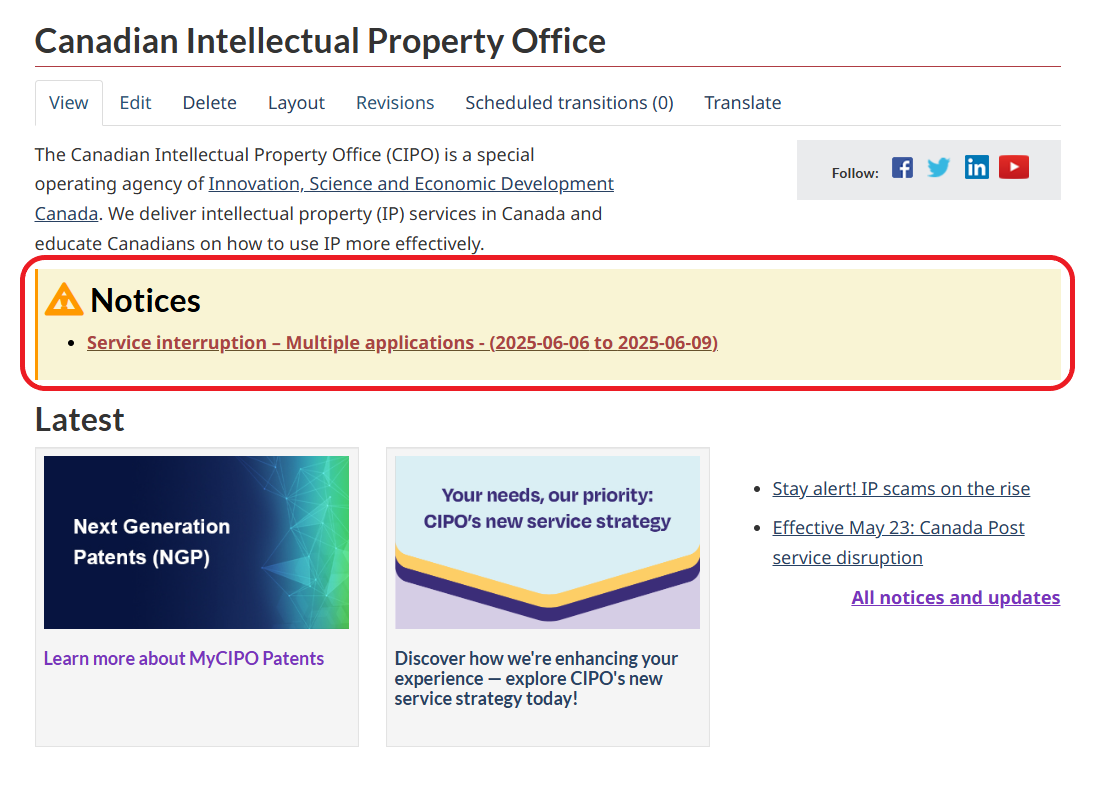 Canadian Intellectual Property Office
View Edit Delete Layout Revisions Scheduled transitions (0) Translate
The Canadian Intellectual Property Office (CIPO) is a special
operating agency of Innovation, Science and Economic Development
Canada. We deliver intellectual property (IP) services in Canada and
educate Canadians on how to use IP more effectively.
Follow:
Notices
Service interruption – Multiple applications - (2025-06-06 to 2025-06-09)
Latest
Next Generation
Patents (NGP)
Learn more about MyCIPO Patents
Your needs, our priority:
CIPO's new service strategy
Discover how we're enhancing your
experience — explore CIPO's new
service strategy today!
Stay alert! IP scams on the rise
Effective May 23: Canada Post
service disruption
All notices and updates